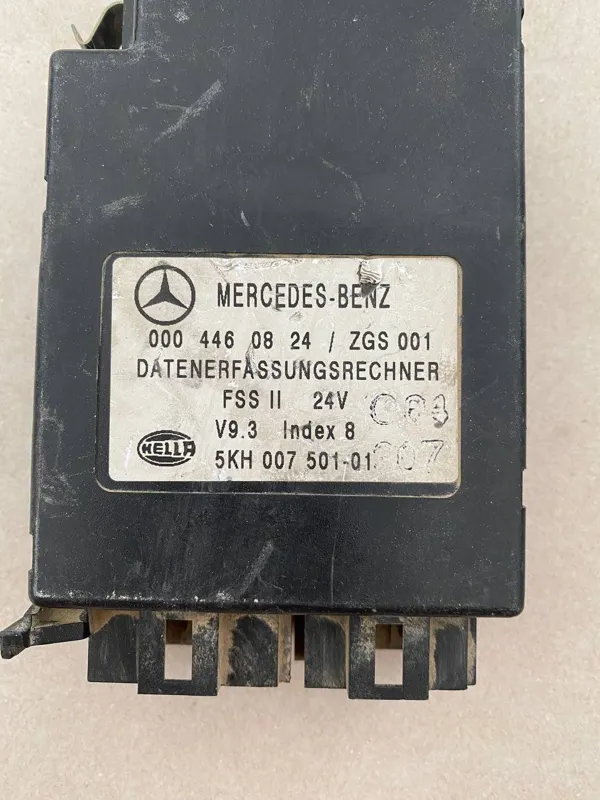 MERCEDES-BENZ
000 446 08 24 / ZGS 001
DATENERFASSUNGSRECHNER
FSS II 24V
V9.3 Index 8
HELLA
5KH 007 501-01